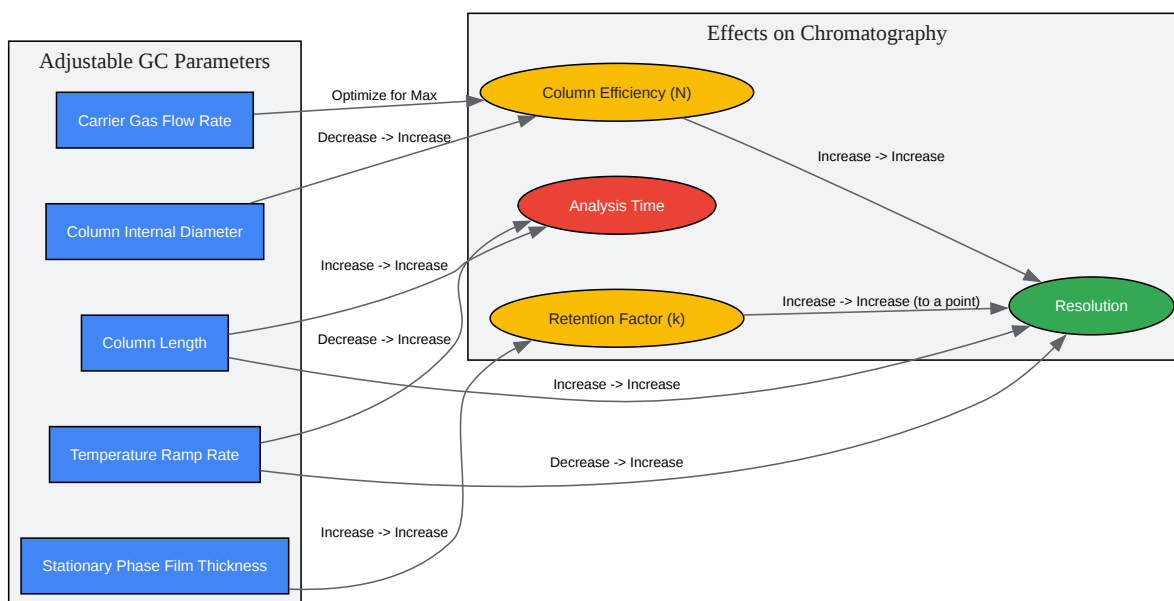 Effects on Chromatography
Adjustable GC Parameters
Carrier Gas Flow Rate
Optimize for Max
Column Efficiency (N)
Decrease -> Increase
Increase -> Increase
Column Internal Diameter
Analysis Time
Increase -> Increase
Column Length
Decrease -> Increase
Retention Factor (k)
Increase -> Increase (to a point)
Resolution
Increase -> Increase
Temperature Ramp Rate
Decrease -> Increase
Increase -> Increase
Stationary Phase Film Thickness